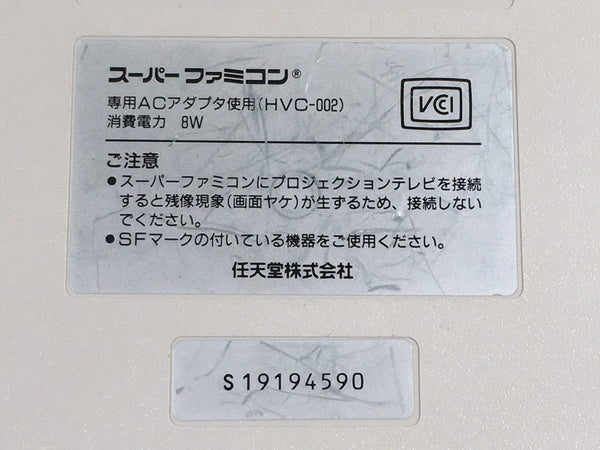 スーパーファミコン®
専用ACアダプタ使用(HVC-002)
消費電力 8W
VCI
ご注意
●スーパーファミコンにプロジェクションテレビを接続
すると残像現象(画面ヤケ)が生ずるため、接続しない
でください。
●SFマークの付いている機器をご使用ください。
任天堂株式会社
S19194590